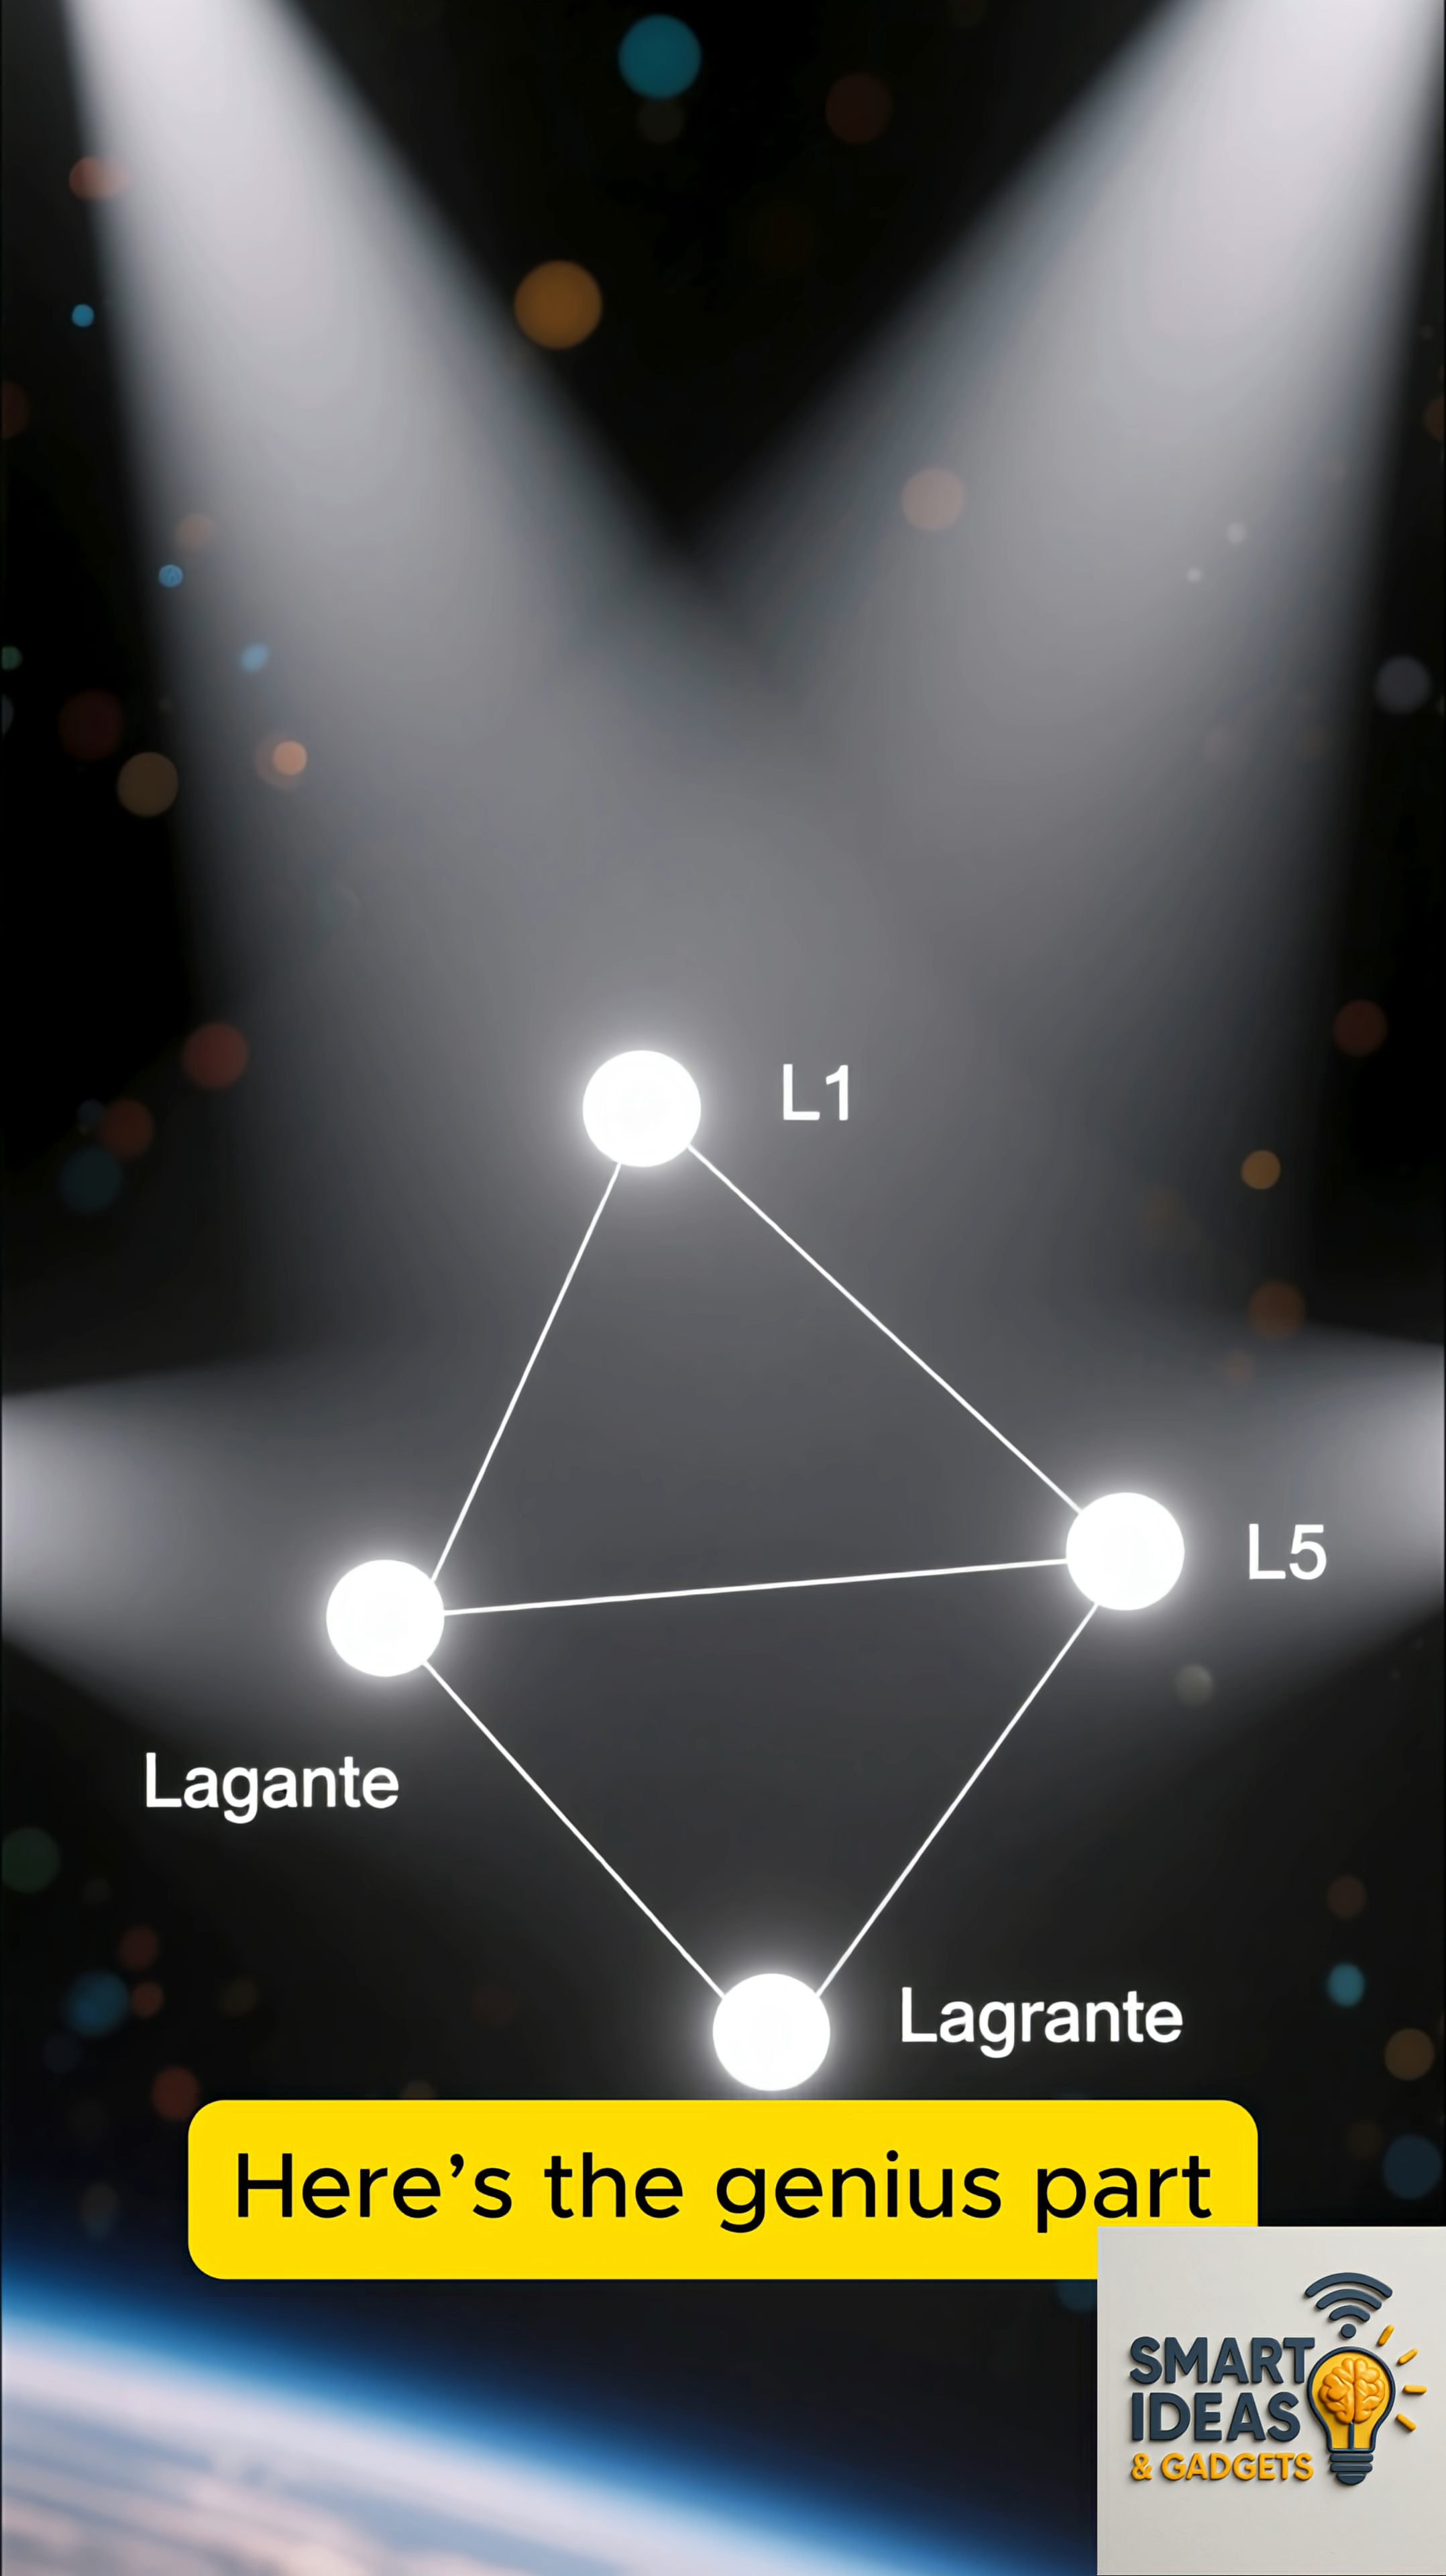 L1
L5
Lagante
Lagrante
Here’s the genius part
SMART
IDEAS
& GADGETS